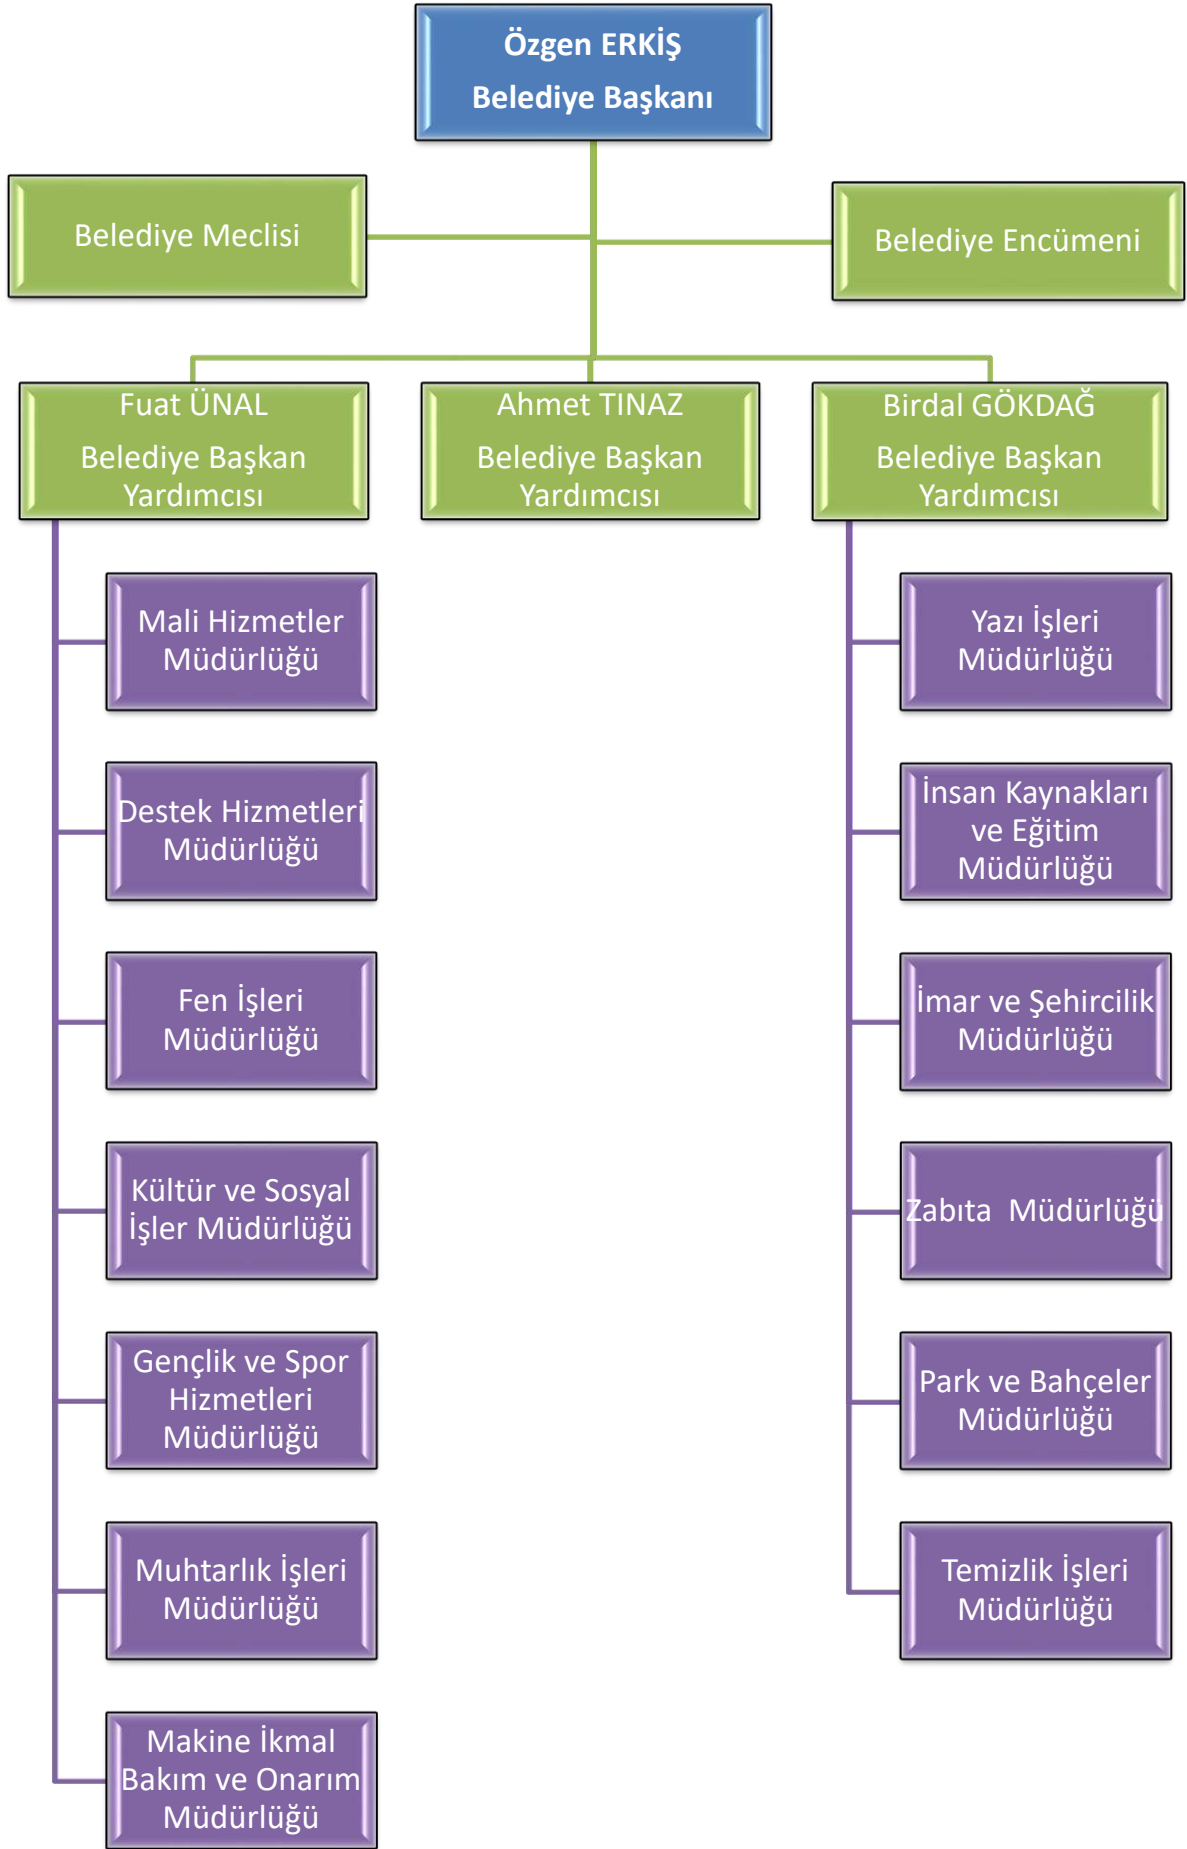 Özgen ERKİŞ
Belediye Başkanı
Belediye Meclisi
Belediye Encümeni
Fuat ÜNAL
Belediye Başkan
Yardımcısı
Ahmet TINAZ
Belediye Başkan
Yardımcısı
Birdal GÖKDAĞ
Belediye Başkan
Yardımcısı
Mali Hizmetler
Müdürlüğü
Destek Hizmetleri
Müdürlüğü
Fen İşleri
Müdürlüğü
Kültür ve Sosyal
İşler Müdürlüğü
Gençlik ve Spor
Hizmetleri
Müdürlüğü
Muhtarlık İşleri
Müdürlüğü
Makine İkmal
Bakım ve Onarım
Müdürlüğü
Yazı İşleri
Müdürlüğü
İnsan Kaynakları
ve Eğitim
Müdürlüğü
İmar ve Şehircilik
Müdürlüğü
Zabıta  Müdürlüğü
Park ve Bahçeler
Müdürlüğü
Temizlik İşleri
Müdürlüğü